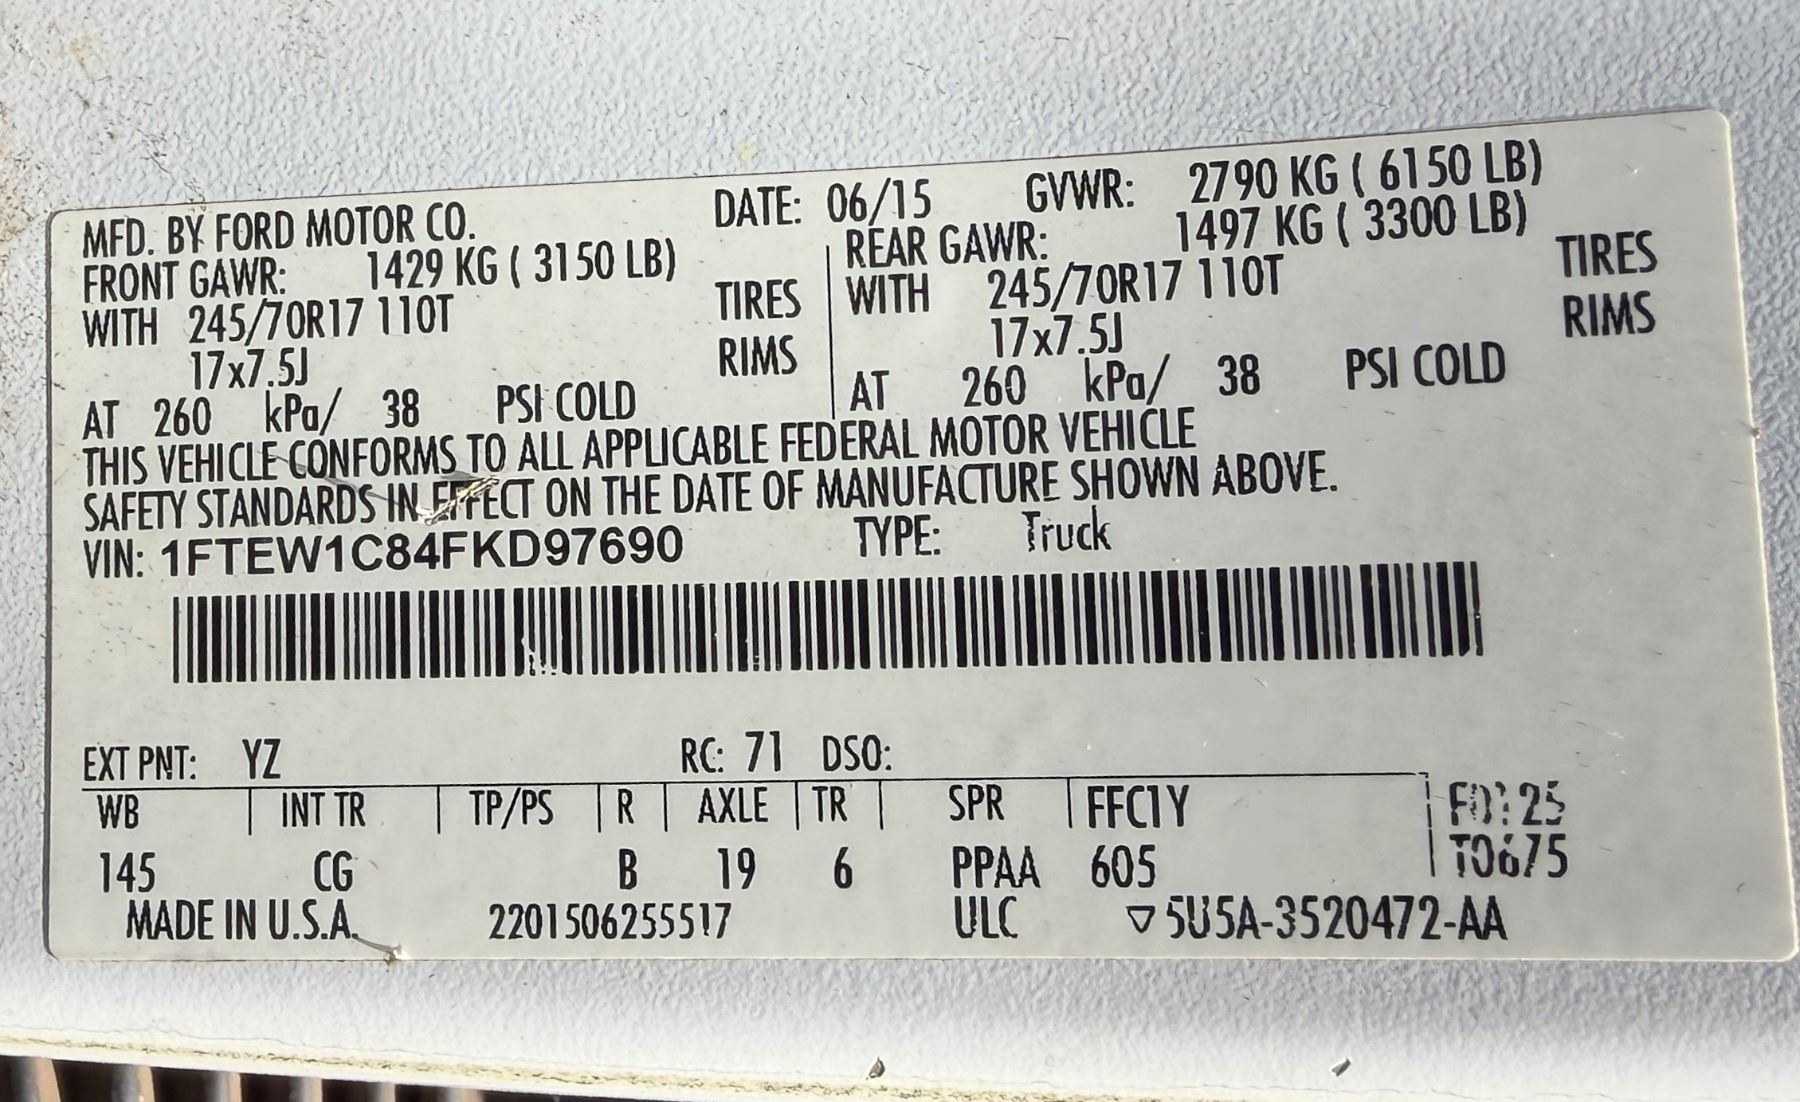 MFD. BY FORD MOTOR CO. DATE: 06/15 GVWR: 2790 KG ( 6150 LB)
FRONT GAWR: 1429 KG ( 3150 LB) REAR GAWR: 1497 KG ( 3300 LB)
WITH 245/70R17 110T TIRES WITH 245/70R17 110T TIRES
17x7.5J RIMS 17x7.5J RIMS
AT 260 kPa/ 38 PSI COLD AT 260 kPa/ 38 PSI COLD
THIS VEHICLE CONFORMS TO ALL APPLICABLE FEDERAL MOTOR VEHICLE
SAFETY STANDARDS IN EFFECT ON THE DATE OF MANUFACTURE SHOWN ABOVE.
VIN: 1FTEW1C84FKD97690 TYPE: Truck
EXT PNT: YZ RC: 71 DSO:
WB INT TR TP/PS R AXLE TR SPR FFC1Y
145 CG B 19 6 PPAA 605 T0675
MADE IN U.S.A. 2201506255517 ULC ▽5U5A-3520472-AA